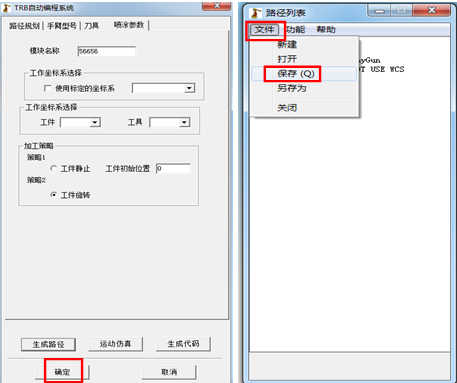 TRB自动编程系统
路径规划 手臂型号 刀具 喷涂参数
模块名称 56656
工作坐标系选择
使用标定的坐标系
工作坐标系选择
工件 工具
加工策略
策略1
工件静止 工件初始位置 0
策略2
工件旋转
生成路径 运动仿真 生成代码
确定 取消
路径列表
文件 功能 帮助
新建
打开
保存(Q)
另存为
关闭
USE WCS